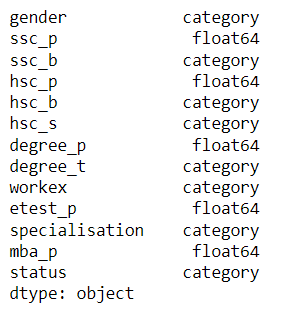 gender category
ssc_p float64
ssc_b category
hsc_p float64
hsc_b category
hsc_s category
degree_p float64
degree_t category
workex category
etest_p float64
specialisation category
mba_p float64
status category
dtype: object